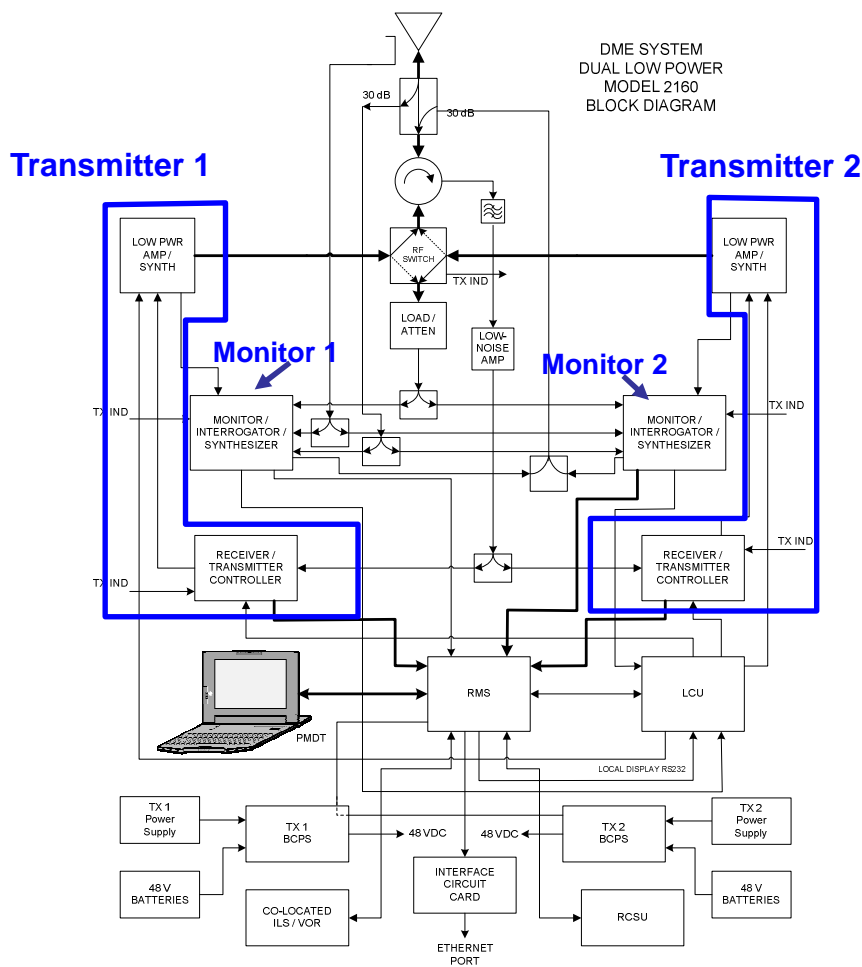 DME SYSTEM
DUAL LOW POWER
MODEL 2160
BLOCK DIAGRAM
30 dB
30 dB
Transmitter 1
Transmitter 2
LOW PWR
AMP /
SYNTH
RF
SWITCH
LOW PWR
AMP /
SYNTH
TX IND
LOAD /
ATTEN
LOW-
NOISE
AMP
Monitor 1
Monitor 2
TX IND
MONITOR /
INTERROGATOR /
SYNTHESIZER
MONITOR /
INTERROGATOR /
SYNTHESIZER
TX IND
RECEIVER /
TRANSMITTER
CONTROLLER
RECEIVER /
TRANSMITTER
CONTROLLER
TX IND
TX IND
RMS
LCU
PMDT
LOCAL DISPLAY RS232
TX 1
Power
Supply
TX 1
BCPS
48 VDC
48 VDC
TX 2
BCPS
TX 2
Power
Supply
48 V
BATTERIES
INTERFACE
CIRCUIT
CARD
48 V
BATTERIES
CO-LOCATED
ILS / VOR
RCSU
ETHERNET
PORT